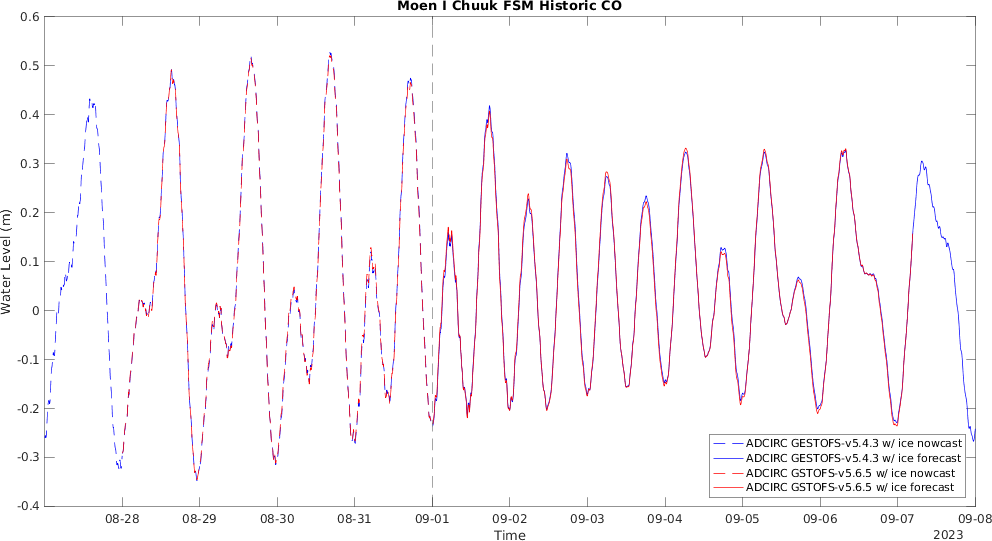 Moen I Chuuk FSM Historic CO
0.6
0.5
0.4
0.3
0.2
0.1
0
-0.1
-0.2
-0.3
-0.4
Water Level (m)
ADCIRC GESTOFS-v5.4.3 w/ ice nowcast
ADCIRC GESTOFS-v5.4.3 w/ ice forecast
ADCIRC GSTOFS-v5.6.5 w/ ice nowcast
ADCIRC GSTOFS-v5.6.5 w/ ice forecast
08-28 08-29 08-30 08-31 09-01 09-02 09-03 09-04 09-05 09-06 09-07 09-08
Time
2023